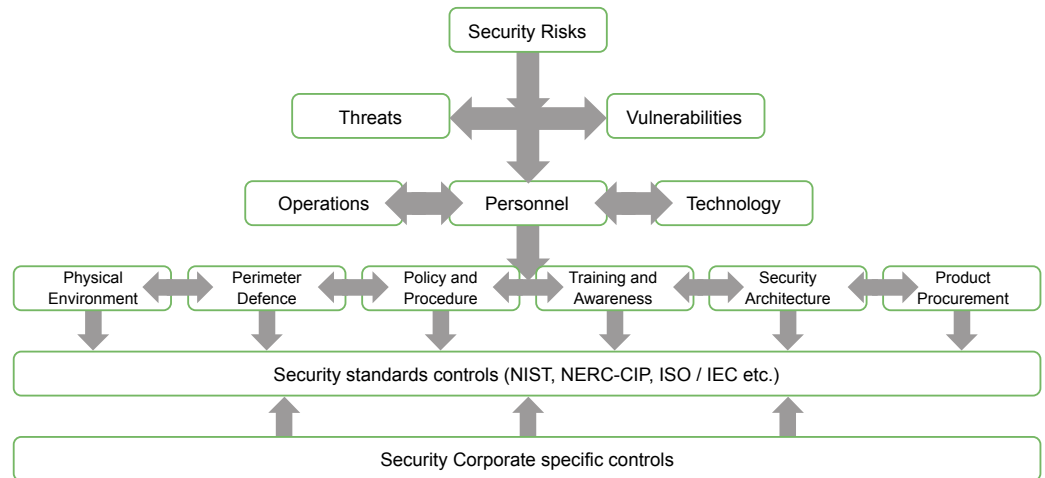 Security Risks
Threats
Vulnerabilities
Operations
Personnel
Technology
Physical
Environment
Perimeter
Defence
Policy and
Procedure
Training and
Awareness
Security
Architecture
Product
Procurement
Security standards controls (NIST, NERC-CIP, ISO / IEC etc.)
Security Corporate specific controls